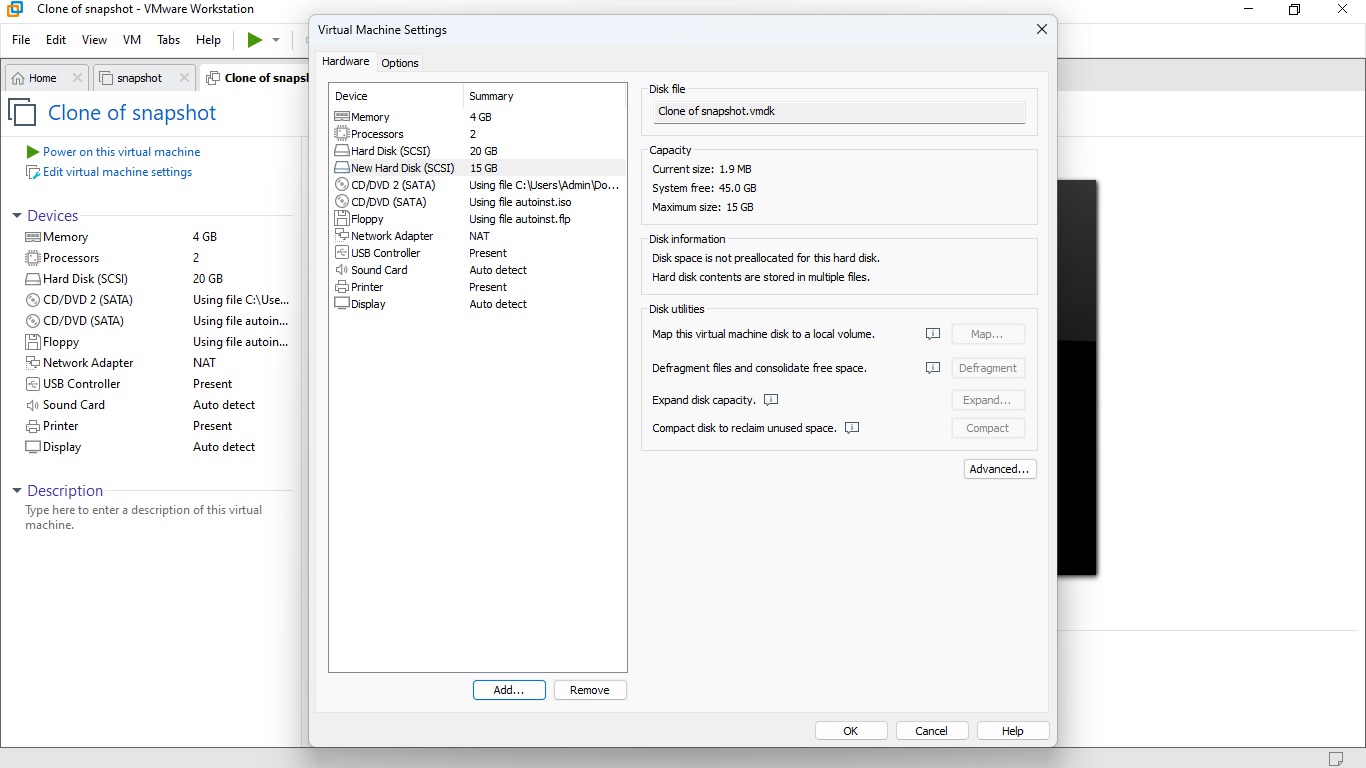 Clone of snapshot - VMware Workstation
File Edit View VM Tabs Help
Home snapshot Clone of snaps
Clone of snapshot
Power on this virtual machine
Edit virtual machine settings
Devices
Memory 4 GB
Processors 2
Hard Disk (SCSI) 20 GB
CD/DVD 2 (SATA) Using file C:\Use...
CD/DVD (SATA) Using file autoin...
Floppy Using file autoin...
Network Adapter NAT
USB Controller Present
Sound Card Auto detect
Printer Present
Display Auto detect
Description
Type here to enter a description of this virtual
machine.
Virtual Machine Settings
Hardware Options
Device Summary
Memory 4 GB
Processors 2
Hard Disk (SCSI) 20 GB
New Hard Disk (SCSI) 15 GB
CD/DVD 2 (SATA) Using file C:\Users\Admin\Do...
CD/DVD (SATA) Using file autoinst.iso
Floppy Using file autoinst.flp
Network Adapter NAT
USB Controller Present
Sound Card Auto detect
Printer Present
Display Auto detect
Add... Remove
Disk file
Clone of snapshot.vmdk
Capacity
Current size: 1.9 MB
System free: 45.0 GB
Maximum size: 15 GB
Disk information
Disk space is not preallocated for this hard disk.
Hard disk contents are stored in multiple files.
Disk utilities
Map this virtual machine disk to a local volume. Map...
Defragment files and consolidate free space. Defragment
Expand disk capacity. Expand...
Compact disk to reclaim unused space. Compact
Advanced...
OK Cancel Help